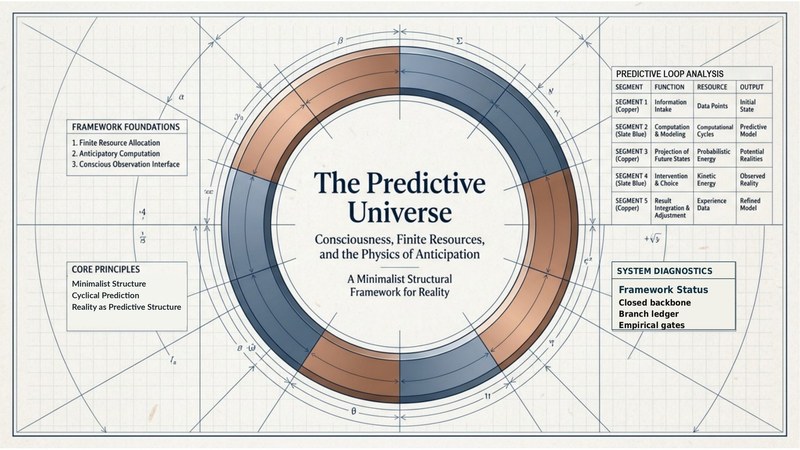 The Predictive
Universe
Consciousness, Finite Resources,
and the Physics of Anticipation
A Minimalist Structural
Framework for Reality
FRAMEWORK FOUNDATIONS
1. Finite Resource Allocation
2. Anticipatory Computation
3. Conscious Observation Interface
CORE PRINCIPLES
Minimalist Structure
Cyclical Prediction
Reality as Predictive Structure
PREDICTIVE LOOP ANALYSIS
SEGMENT FUNCTION RESOURCE OUTPUT
SEGMENT 1 (Copper) Information Intake Data Points Initial State
SEGMENT 2 (Slate Blue) Computation & Modeling Computational Cycles Predictive Model
SEGMENT 3 (Copper) Projection of Future States Probabilistic Energy Potential Realities
SEGMENT 4 (Slate Blue) Intervention & Choice Kinetic Energy Observed Reality
SEGMENT 5 (Copper) Result Integration & Adjustment Experience Data Refined Model
SYSTEM DIAGNOSTICS
Framework Status
Closed backbone
Branch ledger
Empirical gates
β
Σ
α
γ
θ
η